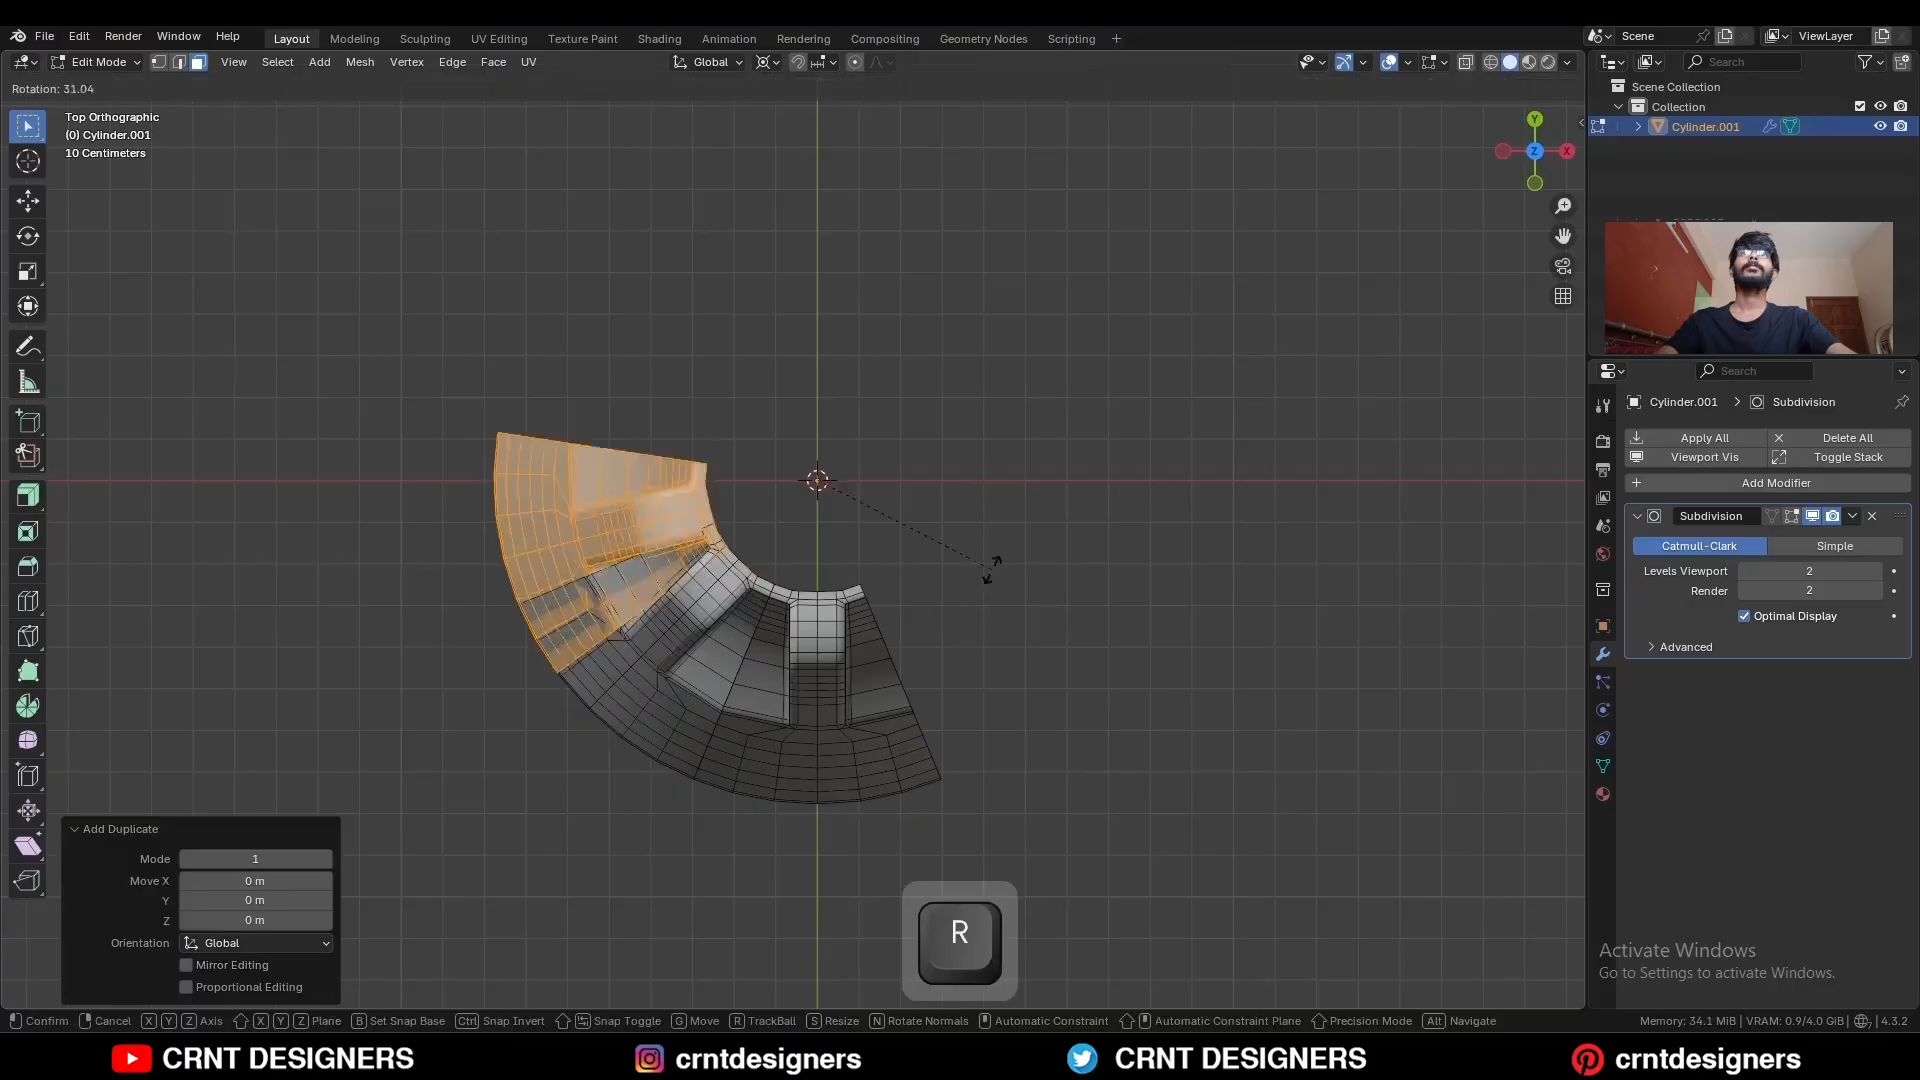 File Edit Render Window Help Layout Modeling Sculpting UV Editing Texture Paint Shading Animation Rendering Compositing Geometry Nodes Scripting + Scene ViewLayer
Edit Mode View Select Add Mesh Vertex Edge Face UV Global Search
Rotation: 31.04
Top Orthographic
(0) Cylinder.001
10 Centimeters
Y
Z
X
Scene Collection
Collection
Cylinder.001
Search
Cylinder.001 > Subdivision
Apply All Delete All
Viewport Vis Toggle Stack
+ Add Modifier
Subdivision
Catmull-Clark Simple
Levels Viewport 2
Render 2
Optimal Display
Advanced
Add Duplicate
Mode 1
Move X 0 m
Y 0 m
Z 0 m
Orientation Global
Mirror Editing
Proportional Editing
R
Activate Windows
Go to Settings to activate Windows.
Confirm Cancel X Y Z Axis X Y Z Plane B Set Snap Base Ctrl Snap Invert Snap Toggle G Move R TrackBall S Resize N Rotate Normals Automatic Constraint Automatic Constraint Plane Precision Mode Alt Navigate Memory: 34.1 MiB | VRAM: 0.9/4.0 GiB | 7 | 4.3.2
CRNT DESIGNERS crntdesigners CRNT DESIGNERS crntdesigners